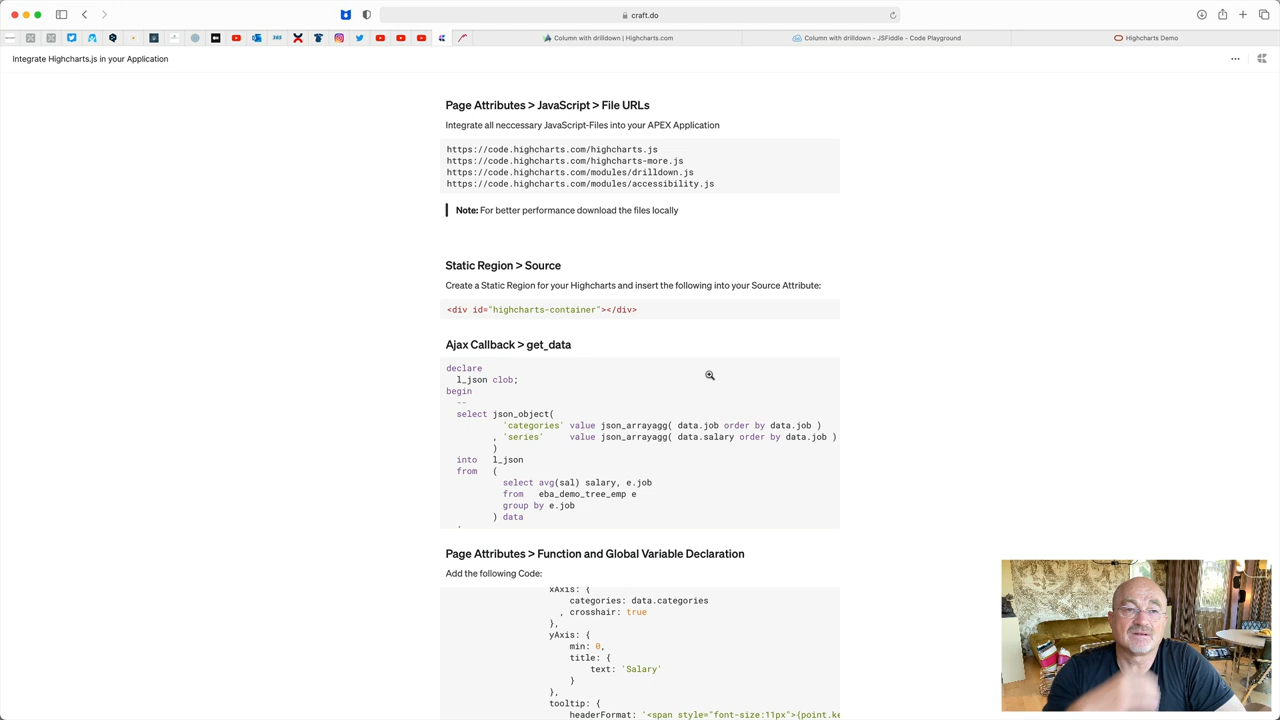 craft.do
365
Column with drilldown | Highcharts.com
Column with drilldown - JSFiddle - Code Playground
Highcharts Demo
Integrate Highcharts.js in your Application
Page Attributes > JavaScript > File URLs
Integrate all neccessary JavaScript-Files into your APEX Application
https://code.highcharts.com/highcharts.js
https://code.highcharts.com/highcharts-more.js
https://code.highcharts.com/modules/drilldown.js
https://code.highcharts.com/modules/accessibility.js
Note: For better performance download the files locally
Static Region > Source
Create a Static Region for your Highcharts and insert the following into your Source Attribute:
<div id="highcharts-container"></div>
Ajax Callback > get_data
declare
l_json clob;
begin
--
select json_object(
'categories' value json_arrayagg( data.job order by data.job )
, 'series' value json_arrayagg( data.salary order by data.job )
)
into l_json
from (
select avg(sal) salary, e.job
from eba_demo_tree_emp e
group by e.job
) data
Page Attributes > Function and Global Variable Declaration
Add the following Code:
xAxis: {
categories: data.categories
, crosshair: true
},
yAxis: {
min: 0,
title: {
text: 'Salary'
}
},
tooltip: {
headerFormat: '<span style="font-size:11px">{point.ke